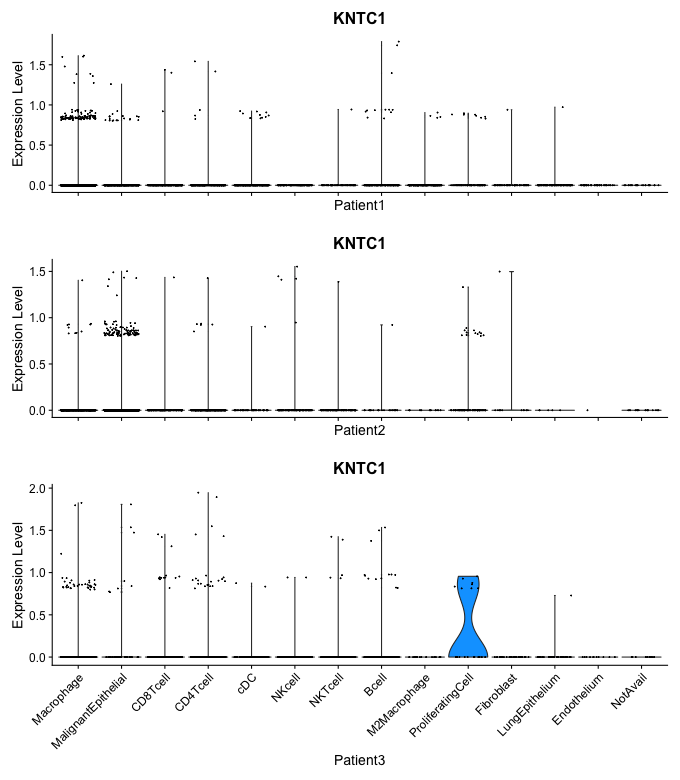 KNTC1
Expression Level
1.5
1.0
0.5
0.0
Patient1
KNTC1
Expression Level
1.5
1.0
0.5
0.0
Patient2
KNTC1
Expression Level
2.0
1.5
1.0
0.5
0.0
Macrophage
MalignantEpithelial
CD8Tcell
CD4Tcell
cDC
NKcell
NKTcell
Bcell
M2Macrophage
ProliferatingCell
Fibroblast
LungEpithelium
Endothelium
NotAvail
Patient3